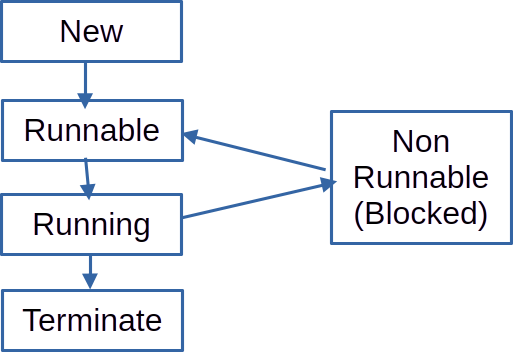 New
Runnable
Running
Terminate
Non
Runnable
(Blocked)